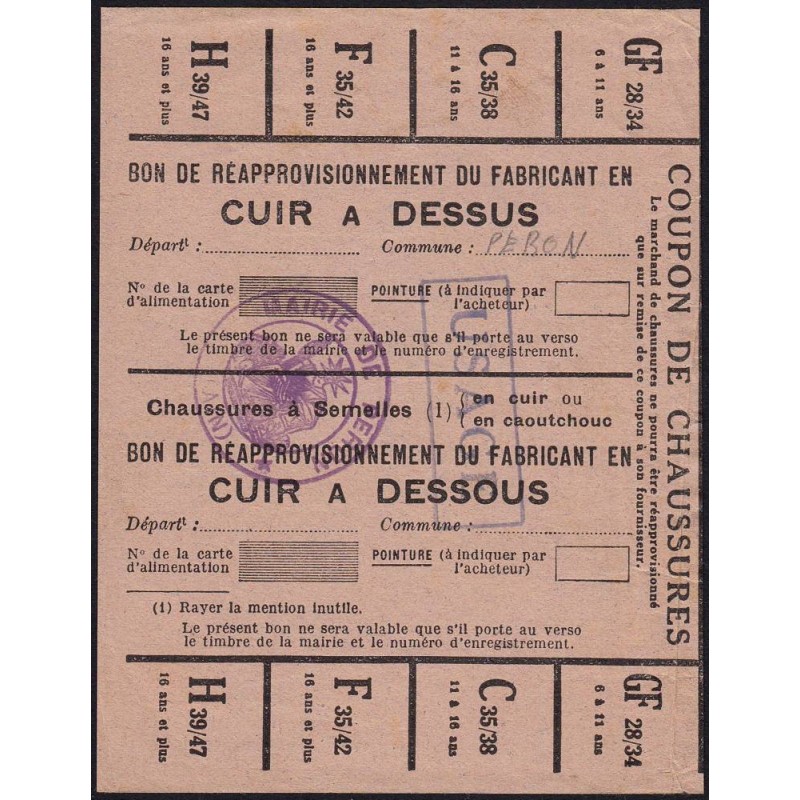 H 39/47
16 ans et plus
F 35/42
16 ans et plus
C 35/38
11 à 16 ans
GF 28/34
6 à 11 ans
BON DE RÉAPPROVISIONNEMENT DU FABRICANT EN
CUIR A DESSUS
Départ^t : Commune : PERON
N° de la carte
d'alimentation
POINTURE (à indiquer par
l'acheteur)
Le présent bon ne sera valable que s'il porte au verso
le timbre de la mairie et le numéro d'enregistrement.
MAIRIE DE PERON
USAGE
Chaussures à Semelles (1) { en cuir ou
en caoutchouc
BON DE RÉAPPROVISIONNEMENT DU FABRICANT EN
CUIR A DESSOUS
Départ^t : Commune :
N° de la carte
d'alimentation
POINTURE (à indiquer par
l'acheteur)
(1) Rayer la mention inutile.
Le présent bon ne sera valable que s'il porte au verso
le timbre de la mairie et le numéro d'enregistrement.
COUPON DE CHAUSSURES
Le marchand de chaussures ne pourra être réapprovisionné
que sur remise de ce coupon à son fournisseur.
H 39/47
16 ans et plus
F 35/42
16 ans et plus
C 35/38
11 à 16 ans
GF 28/34
6 à 11 ans